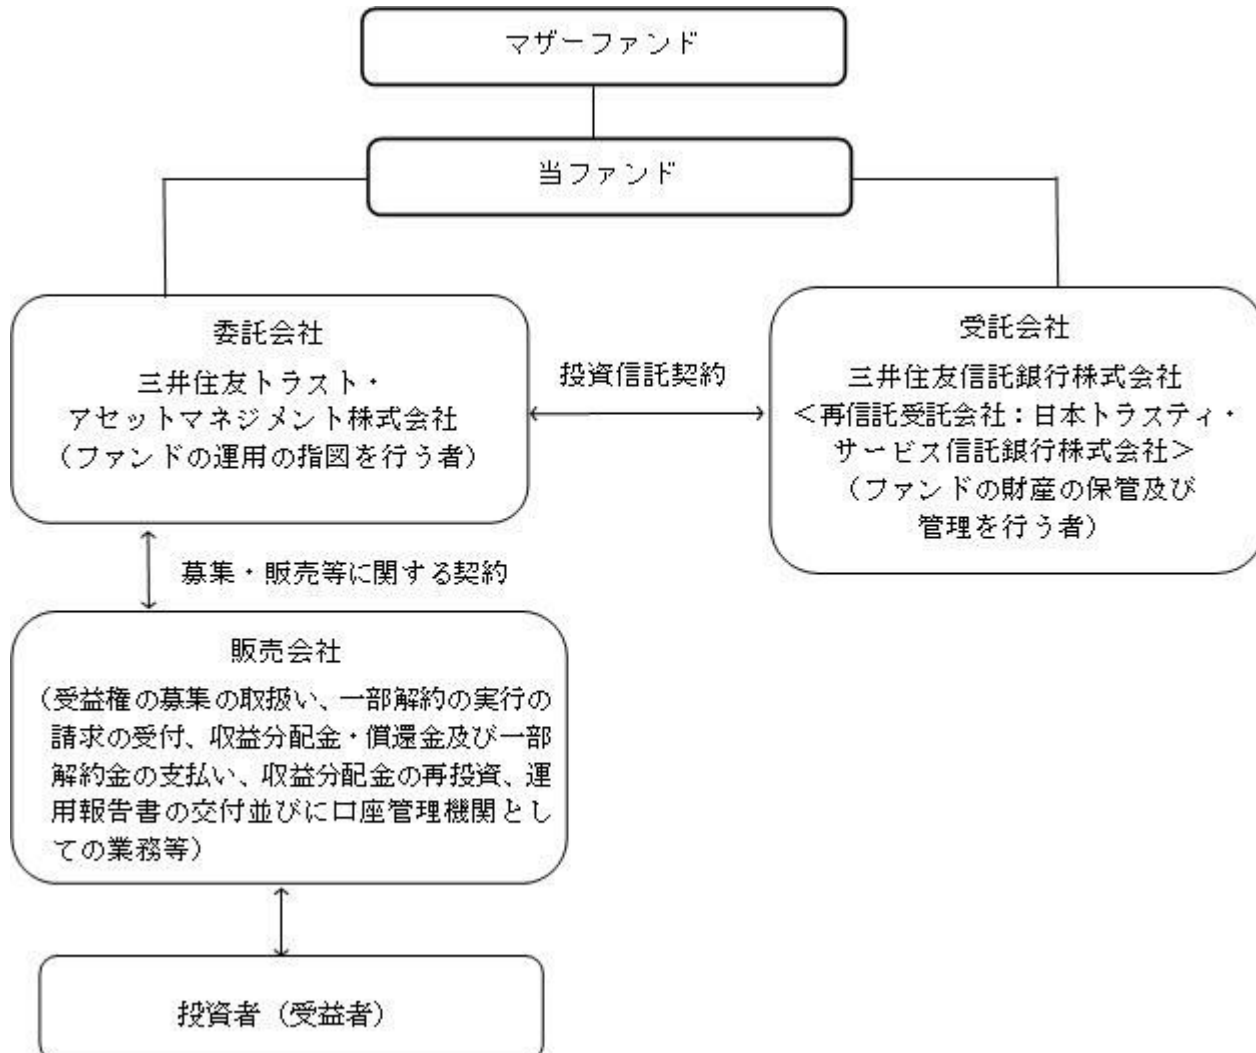 マザーファンド
当ファンド
委託会社
三井住友トラスト・
アセットマネジメント株式会社
（ファンドの運用の指図を行う者）
投資信託契約
受託会社
三井住友信託銀行株式会社
＜再信託受託会社：日本トラスティ・
サービス信託銀行株式会社＞
（ファンドの財産の保管及び
管理を行う者）
募集・販売等に関する契約
販売会社
（受益権の募集の取扱い、一部解約の実行の
請求の受付、収益分配金・償還金及び一部
解約金の支払い、収益分配金の再投資、運
用報告書の交付並びに口座管理機関とし
ての業務等）
投資者（受益者）